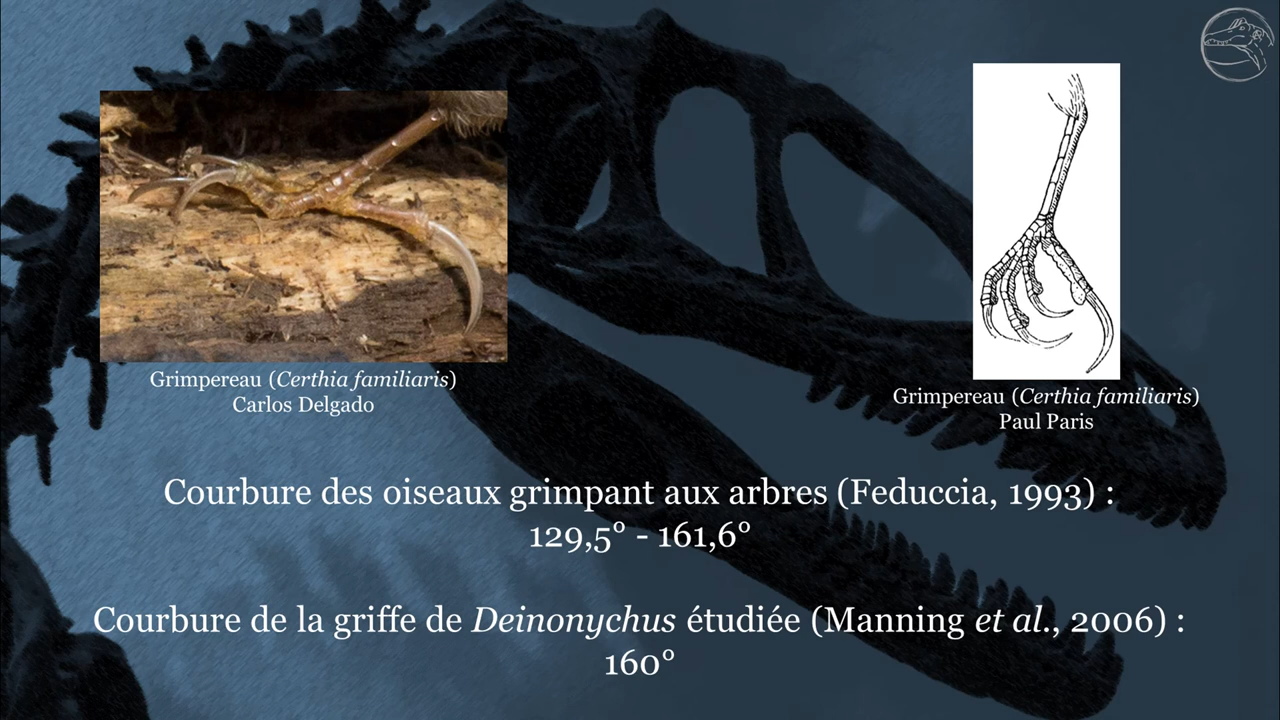 Grimpereau (Certhia familiaris)
Carlos Delgado
Grimpereau (Certhia familiaris)
Paul Paris
Courbure des oiseaux grimpant aux arbres (Feduccia, 1993) :
129,5° - 161,6°
Courbure de la griffe de Deinonychus étudiée (Manning et al., 2006) :
160°